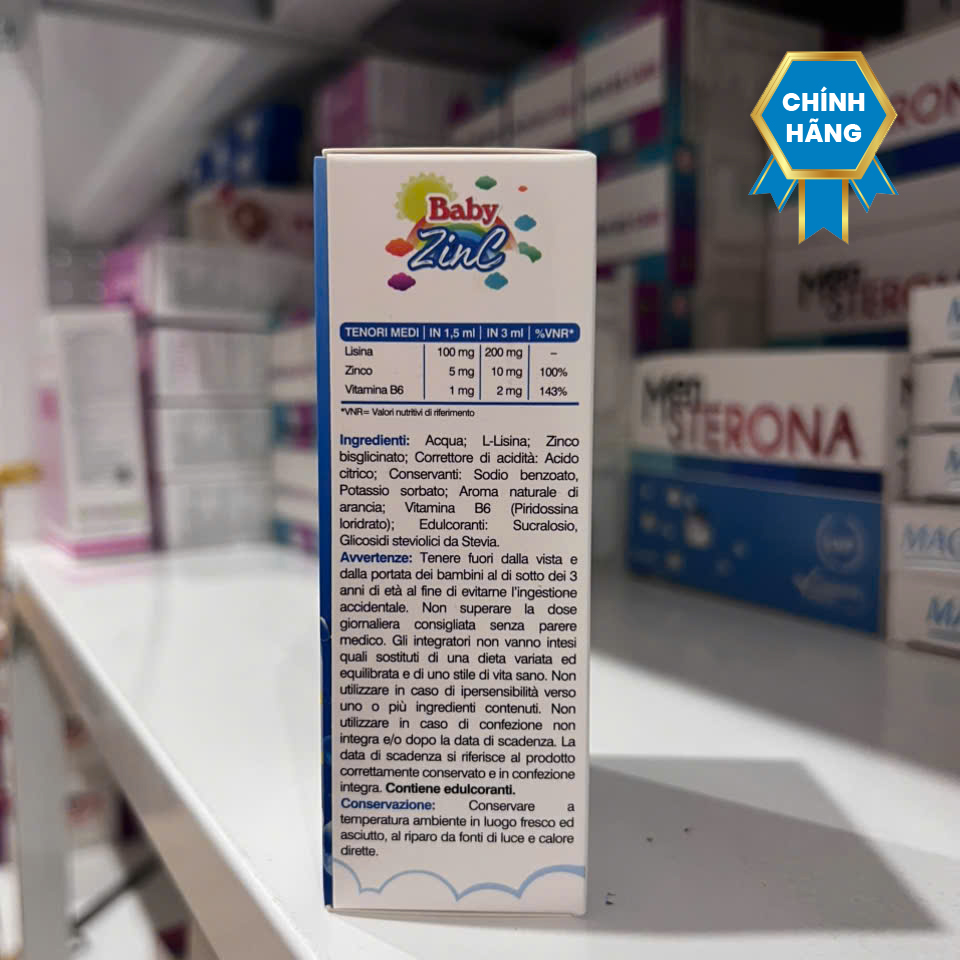 CHÍNH
HÃNG
Baby
ZinC
TENORI MEDI | IN 1,5 ml | IN 3 ml | %VNR*
Lisina 100 mg 200 mg –
Zinco 5 mg 10 mg 100%
Vitamina B6 1 mg 2 mg 143%
*VNR= Valori nutritivi di riferimento
Ingredienti: Acqua; L-Lisina; Zinco
bisglicinato; Correttore di acidità: Acido
citrico; Conservanti: Sodio benzoato,
Potassio sorbato; Aroma naturale di
arancia; Vitamina B6 (Piridossina
loridrato); Edulcoranti: Sucralosio,
Glicosidi steviolici da Stevia.
Avvertenze: Tenere fuori dalla vista e
dalla portata dei bambini al di sotto dei 3
anni di età al fine di evitarne l'ingestione
accidentale. Non superare la dose
giornaliera consigliata senza parere
medico. Gli integratori non vanno intesi
quali sostituti di una dieta variata ed
equilibrata e di uno stile di vita sano. Non
utilizzare in caso di ipersensibilità verso
uno o più ingredienti contenuti. Non
utilizzare in caso di confezione non
integra e/o dopo la data di scadenza. La
data di scadenza si riferisce al prodotto
correttamente conservato e in confezione
integra. Contiene edulcoranti.
Conservazione: Conservare a
temperatura ambiente in luogo fresco ed
asciutto, al riparo da fonti di luce e calore
dirette.
Men
STERONA